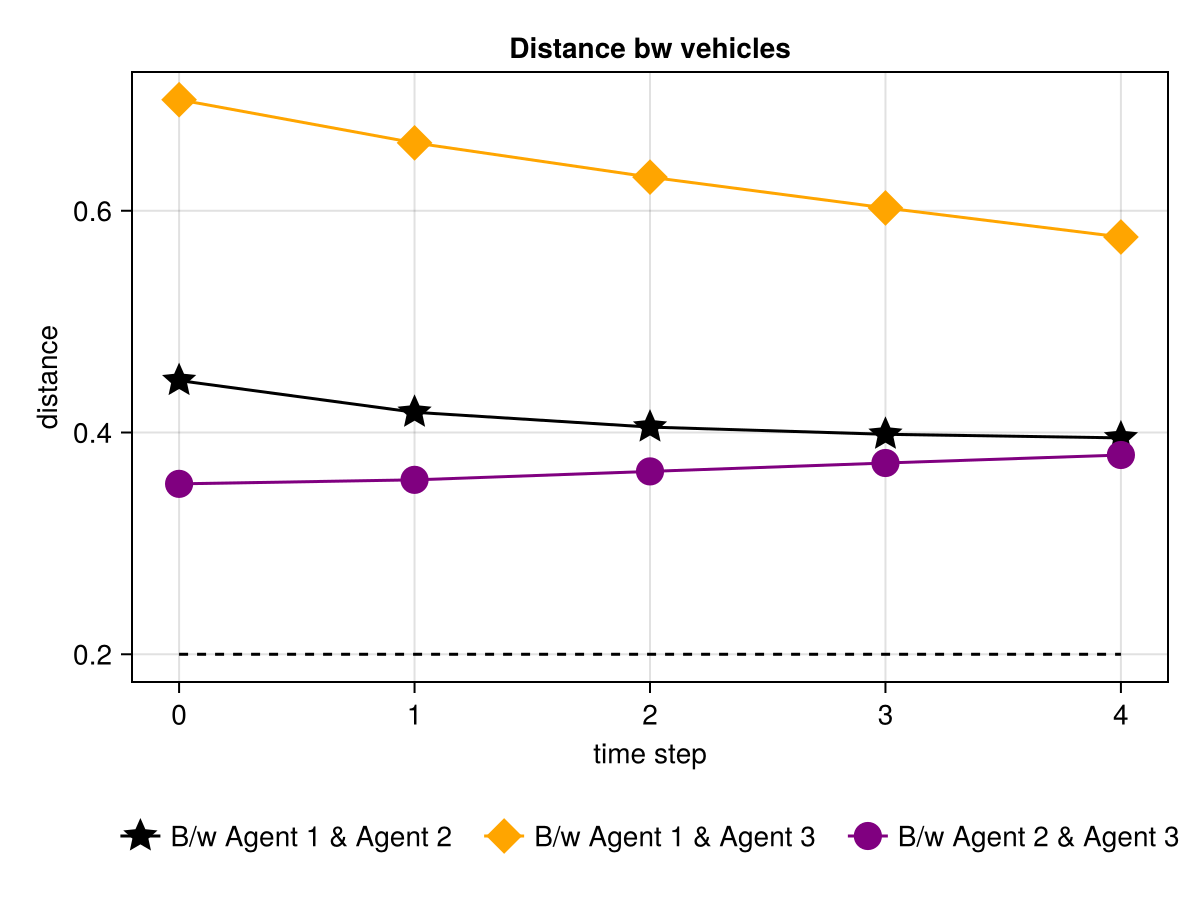 Distance bw vehicles
distance
0.6
0.4
0.2
0 1 2 3 4
time step
B/w Agent 1 & Agent 2 B/w Agent 1 & Agent 3 B/w Agent 2 & Agent 3